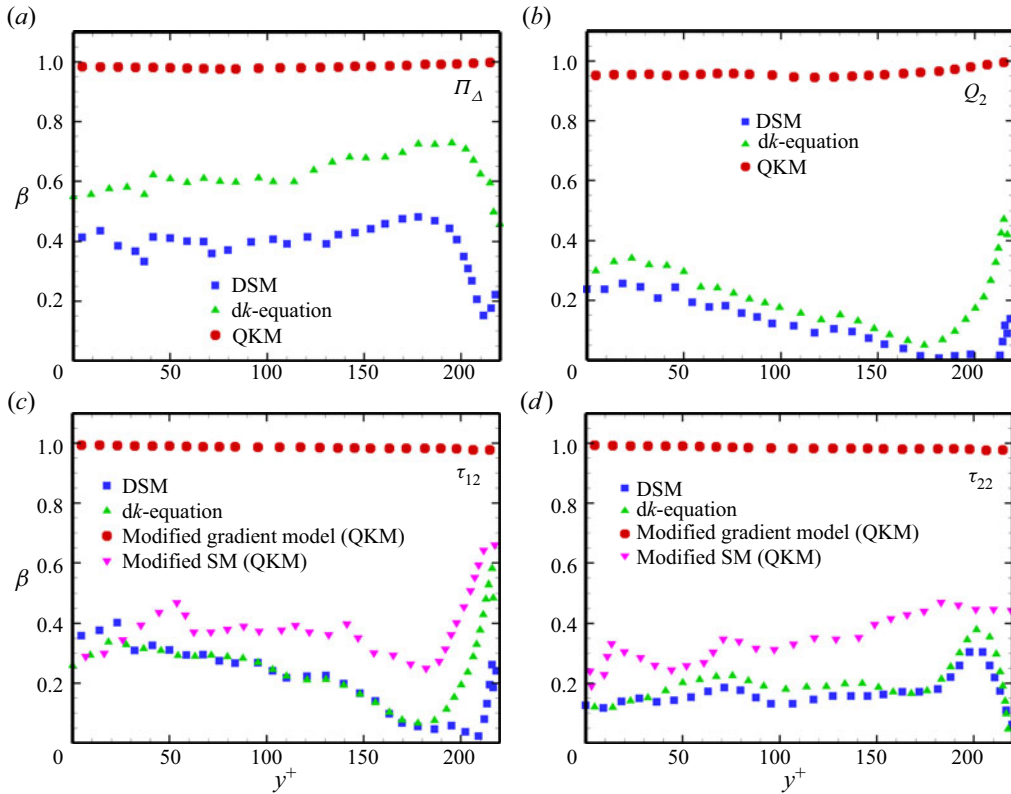 (a)
1.0
0.8
0.6
0.4
0.2
0
50
100
150
200
β
Π_Δ
DSM
dk-equation
QKM
(b)
1.0
0.8
0.6
0.4
0.2
0
50
100
150
200
Q_2
DSM
dk-equation
QKM
(c)
1.0
0.8
0.6
0.4
0.2
0
50
100
150
200
β
y^+
τ_12
DSM
dk-equation
Modified gradient model (QKM)
Modified SM (QKM)
(d)
1.0
0.8
0.6
0.4
0.2
0
50
100
150
200
y^+
τ_22
DSM
dk-equation
Modified gradient model (QKM)
Modified SM (QKM)